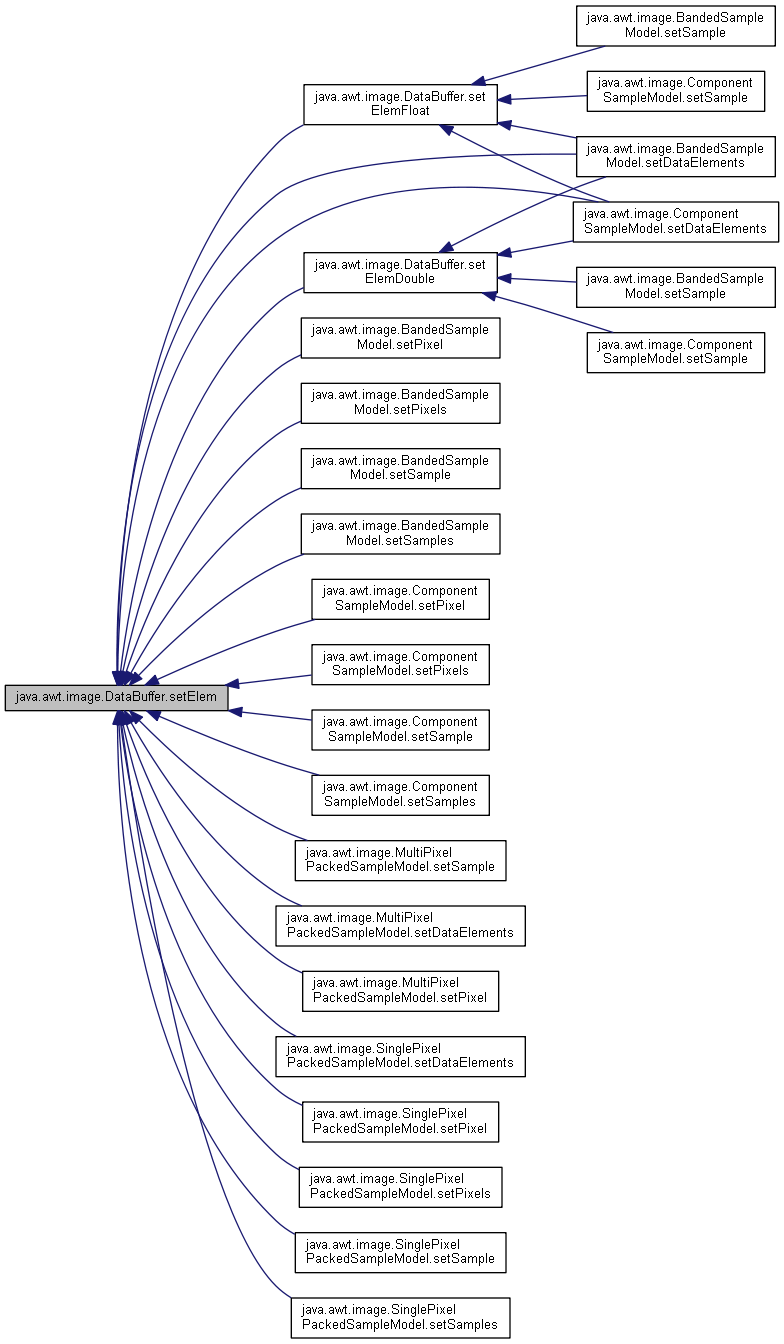 java.awt.image.BandedSample
Model.setSample
java.awt.image.Component
SampleModel.setSample
java.awt.image.DataBuffer.set
ElemFloat
java.awt.image.BandedSample
Model.setDataElements
java.awt.image.Component
SampleModel.setDataElements
java.awt.image.DataBuffer.set
ElemDouble
java.awt.image.BandedSample
Model.setSample
java.awt.image.Component
SampleModel.setSample
java.awt.image.BandedSample
Model.setPixel
java.awt.image.BandedSample
Model.setPixels
java.awt.image.BandedSample
Model.setSample
java.awt.image.BandedSample
Model.setSamples
java.awt.image.Component
SampleModel.setPixel
java.awt.image.Component
SampleModel.setPixels
java.awt.image.DataBuffer.setElem
java.awt.image.Component
SampleModel.setSample
java.awt.image.Component
SampleModel.setSamples
java.awt.image.MultiPixel
PackedSampleModel.setSample
java.awt.image.MultiPixel
PackedSampleModel.setDataElements
java.awt.image.MultiPixel
PackedSampleModel.setPixel
java.awt.image.SinglePixel
PackedSampleModel.setDataElements
java.awt.image.SinglePixel
PackedSampleModel.setPixel
java.awt.image.SinglePixel
PackedSampleModel.setPixels
java.awt.image.SinglePixel
PackedSampleModel.setSample
java.awt.image.SinglePixel
PackedSampleModel.setSamples